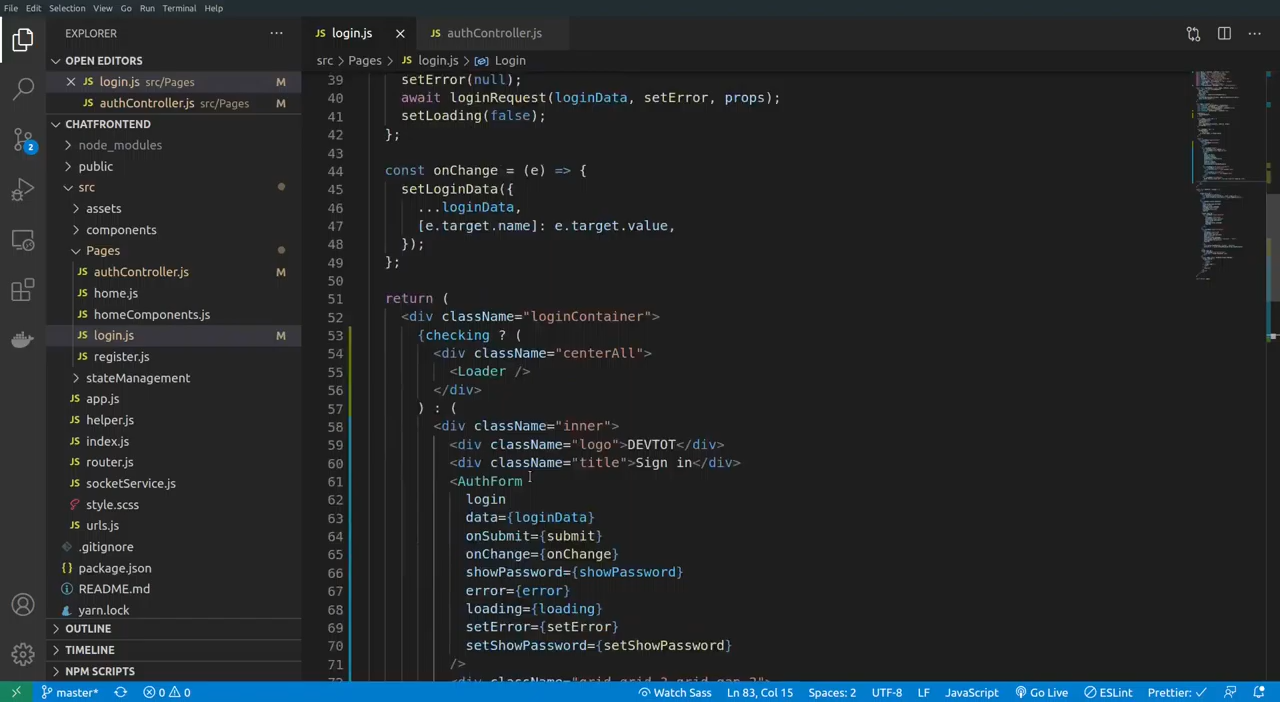 File Edit Selection View Go Run Terminal Help
EXPLORER
OPEN EDITORS
login.js src/Pages M
authController.js src/Pages M
CHATFRONTEND
node_modules
public
src
assets
components
Pages
JS authController.js M
JS home.js
JS homeComponents.js
JS login.js M
JS register.js
stateManagement
JS app.js
JS helper.js
JS index.js
JS router.js
JS socketService.js
style.scss
JS urls.js
.gitignore
package.json
README.md
yarn.lock
OUTLINE
TIMELINE
NPM SCRIPTS
2
JS login.js
JS authController.js
src > Pages > JS login.js > Login
39 setError(null);
40 await loginRequest(loginData, setError, props);
41 setLoading(false);
42 };
43
44 const onChange = (e) => {
45 setLoginData({
46 ...loginData,
47 [e.target.name]: e.target.value,
48 });
49 };
50
51 return (
52 <div className="loginContainer">
53 {checking ? (
54 <div className="centerAll">
55 <Loader />
56 </div>
57 ) : (
58 <div className="inner">
59 <div className="logo">DEVTOT</div>
60 <div className="title">Sign in</div>
61 <AuthForm
62 login
63 data={loginData}
64 onSubmit={submit}
65 onChange={onChange}
66 showPassword={showPassword}
67 error={error}
68 loading={loading}
69 setError={setError}
70 setShowPassword={setShowPassword}
71 />
master* 0 0
Watch Sass Ln 83, Col 15 Spaces: 2 UTF-8 LF JavaScript Go Live ESLint Prettier: ✓